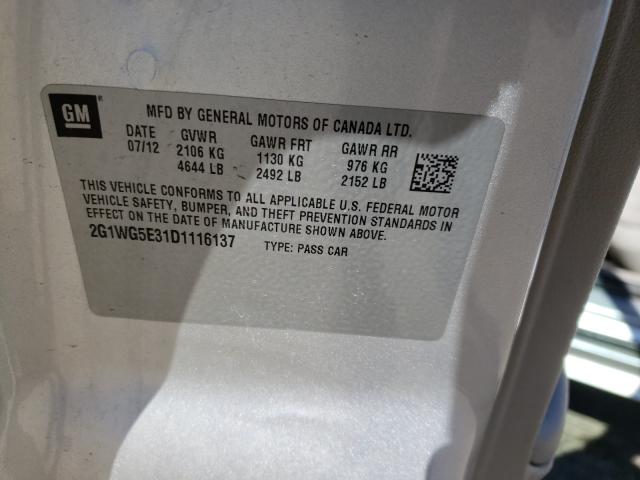 GM ®
MFD BY GENERAL MOTORS OF CANADA LTD.
DATE GVWR GAWR FRT GAWR RR
07/12 2106 KG 1130 KG 976 KG
4644 LB 2492 LB 2152 LB
THIS VEHICLE CONFORMS TO ALL APPLICABLE U.S. FEDERAL MOTOR
VEHICLE SAFETY, BUMPER, AND THEFT PREVENTION STANDARDS IN
EFFECT ON THE DATE OF MANUFACTURE SHOWN ABOVE.
2G1WG5E31D1116137 TYPE: PASS CAR